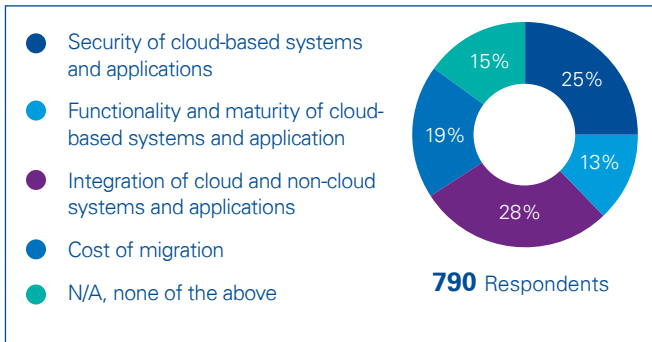 Security of cloud-based systems
and applications
Functionality and maturity of cloud-
based systems and application
Integration of cloud and non-cloud
systems and applications
Cost of migration
N/A, none of the above
15%
25%
19%
13%
28%
790 Respondents